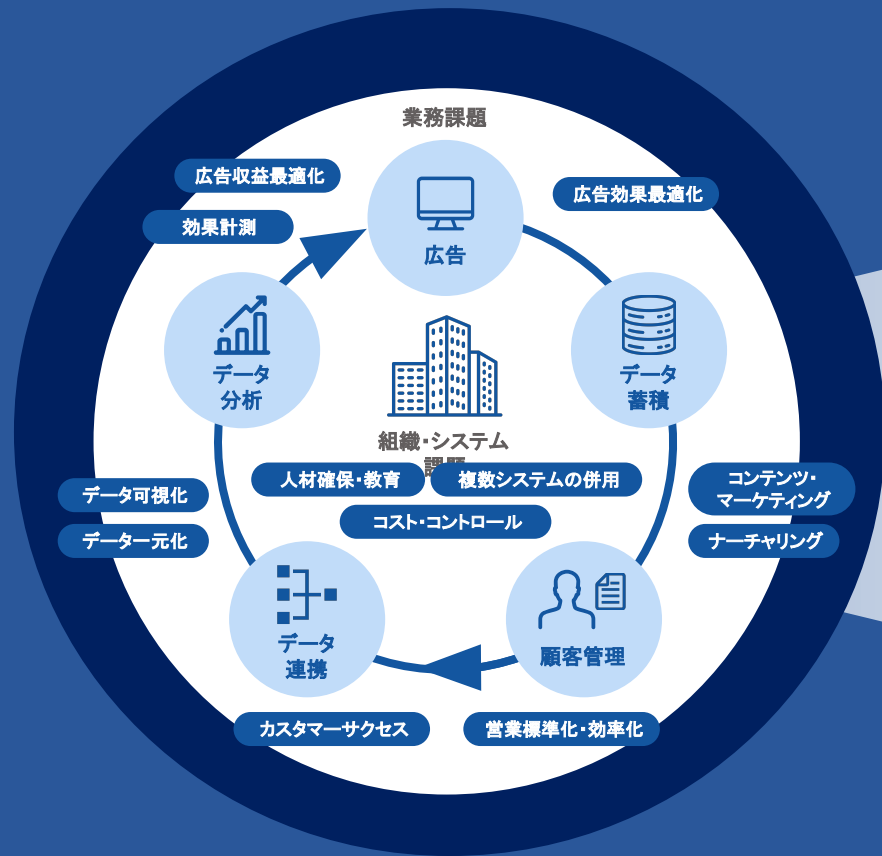 業務課題
広告収益最適化
広告効果最適化
効果計測
広告
データ
分析
データ
蓄積
組織・システム
課題
人材確保・教育
複数システムの併用
コスト・コントロール
データ可視化
データ一元化
コンテンツ・
マーケティング
ナーチャリング
データ
連携
顧客管理
カスタマーサクセス
営業標準化・効率化